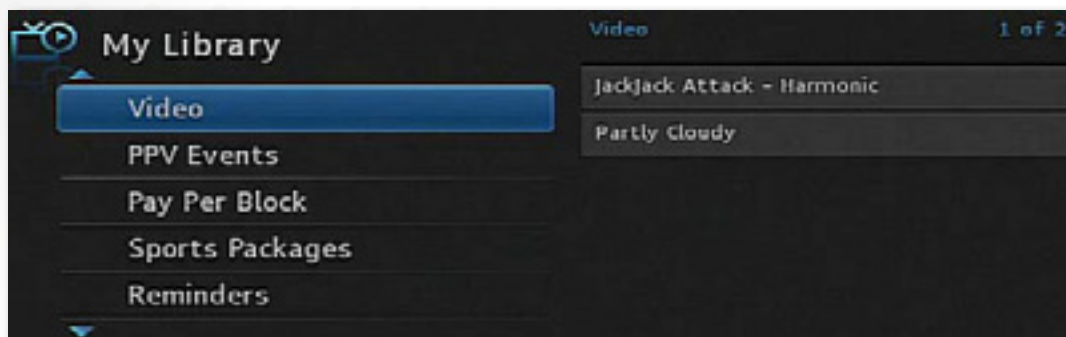 My Library
Video
PPV Events
Pay Per Block
Sports Packages
Reminders
Video 1 of 2
JackJack Attack - Harmonic
Partly Cloudy